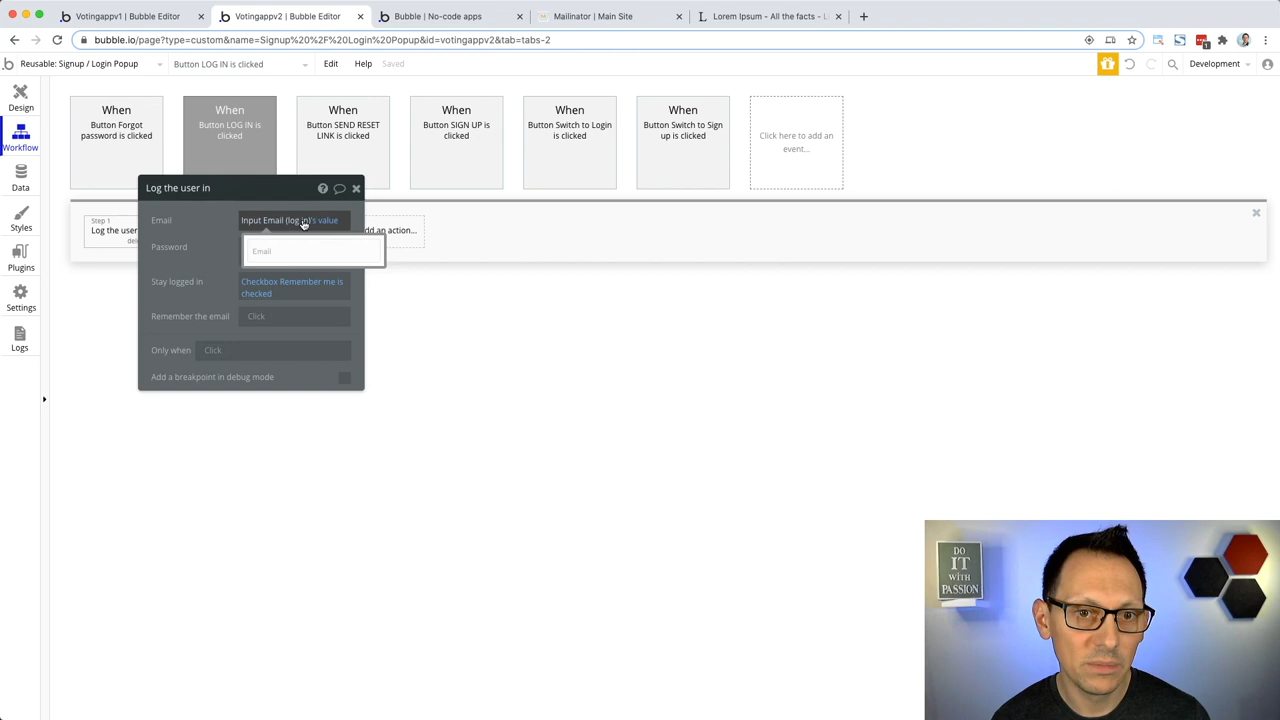 Votingappv1 | Bubble Editor
Votingappv2 | Bubble Editor
Bubble | No-code apps
Mailinator | Main Site
Lorem Ipsum - All the facts - Li
bubble.io/page?type=custom&name=Signup%20%2F%20Login%20Popup&id=votingappv2&tab=tabs-2
Reusable: Signup / Login Popup
Button LOG IN is clicked
Edit
Help
Saved
Development
Design
Workflow
Data
Styles
Plugins
Settings
Logs
When
Button Forgot
password is clicked
When
Button LOG IN is
clicked
When
Button SEND RESET
LINK is clicked
When
Button SIGN UP is
clicked
When
Button Switch to Login
is clicked
When
Button Switch to Sign
up is clicked
Click here to add an
event...
Step 1
Log the user
dele
dd an action...
Log the user in
Email
Input Email (log in)'s value
Email
Password
Stay logged in
Checkbox Remember me is
checked
Remember the email
Click
Only when
Click
Add a breakpoint in debug mode
DO
IT
WITH
PASSION